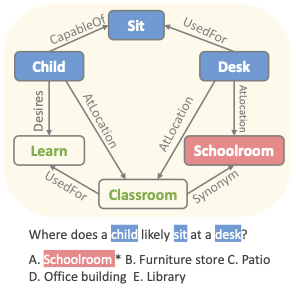 Sit
CapableOf
UsedFor
Child
Desk
Desires
AtLocation
AtLocation
AtLocation
Learn
Schoolroom
UsedFor
Classroom
Synonym
Where does a child likely sit at a desk?
A. Schoolroom* B. Furniture store C. Patio
D. Office building E. Library